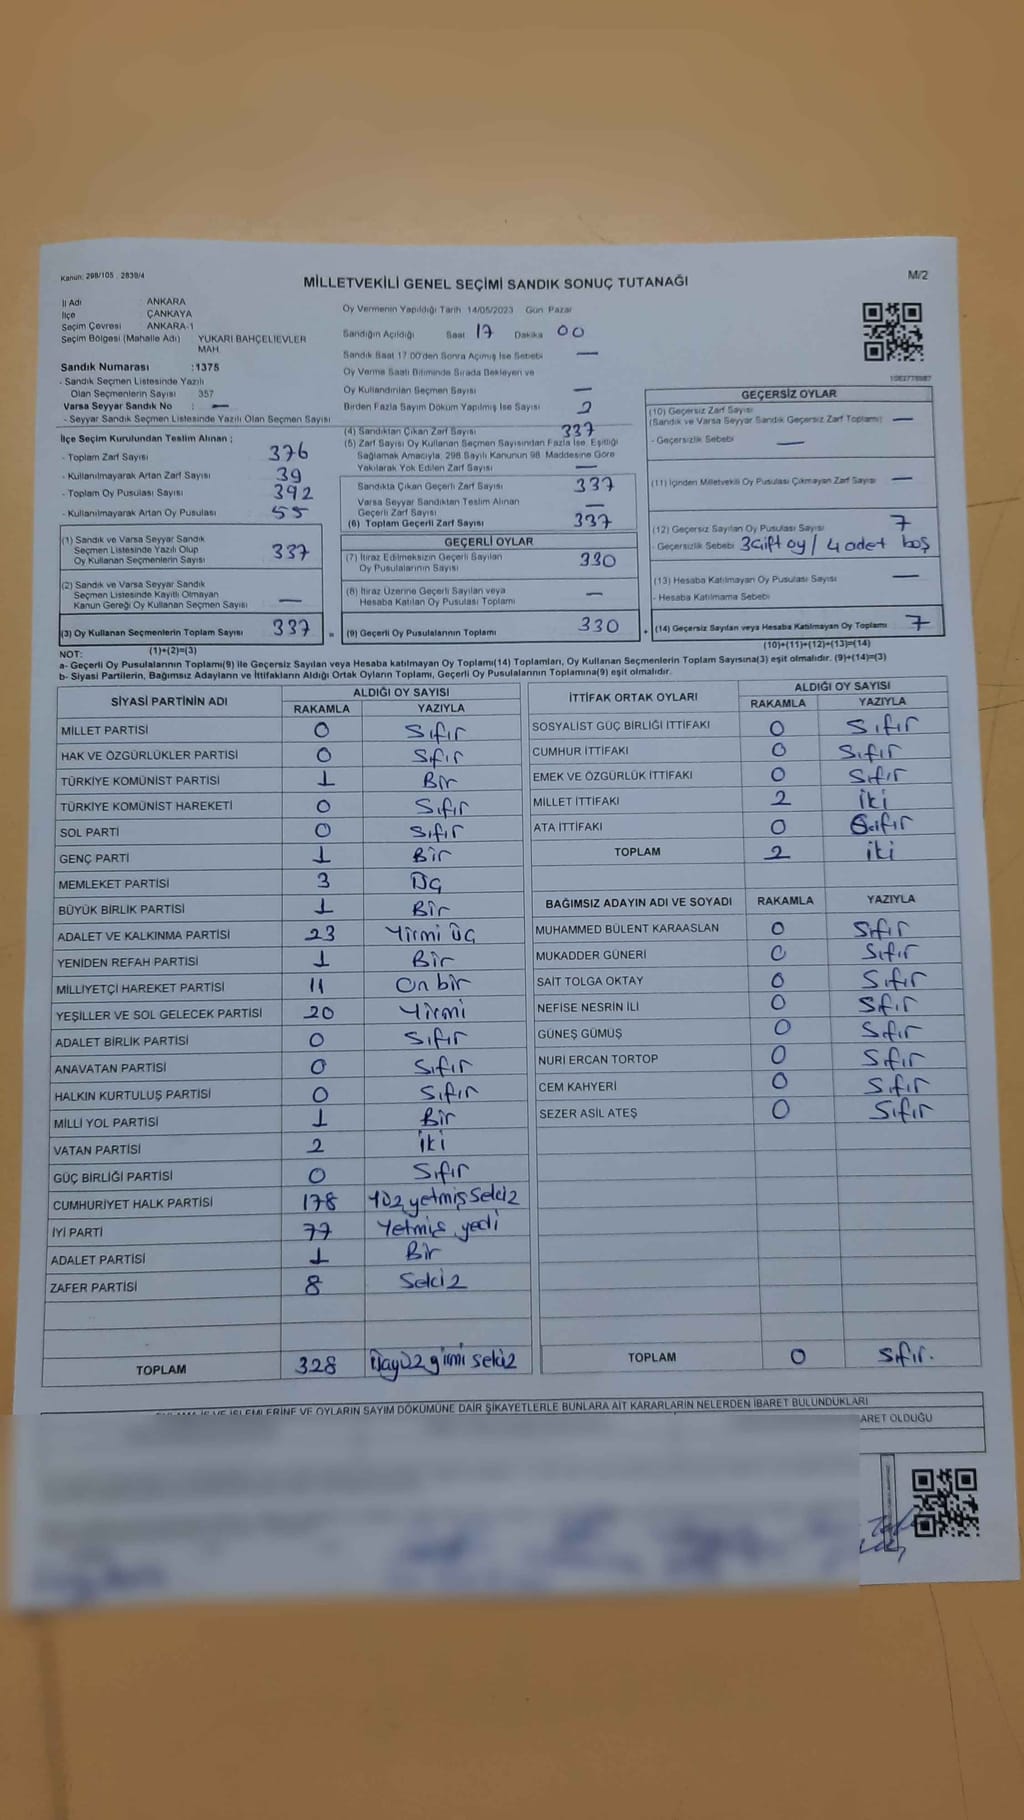 Kanun: 298/105 , 2839/4
MİLLETVEKİLİ GENEL SEÇİMİ SANDIK SONUÇ TUTANAĞI
M/2
İl Adı : ANKARA
İlçe : ÇANKAYA
Seçim Çevresi : ANKARA-1
Seçim Bölgesi (Mahalle Adı) : YUKARI BAHÇELİEVLER MAH.
Sandık Numarası :1375
- Sandık Seçmen Listesinde Yazılı
Olan Seçmenlerin Sayısı : 357
Varsa Seyyar Sandık No : —
- Seyyar Sandık Seçmen Listesinde Yazılı Olan Seçmen Sayısı
İlçe Seçim Kurulundan Teslim Alınan ;
- Toplam Zarf Sayısı 376
- Kullanılmayarak Artan Zarf Sayısı 39
- Toplam Oy Pusulası Sayısı 392
- Kullanılmayarak Artan Oy Pusulası 55
(1) Sandık ve Varsa Seyyar Sandık
Seçmen Listesinde Yazılı Olup
Oy Kullanan Seçmenlerin Sayısı 337
(2) Sandık ve Varsa Seyyar Sandık
Seçmen Listesinde Kayıtlı Olmayan
Kanun Gereği Oy Kullanan Seçmen Sayısı —
(3) Oy Kullanan Seçmenlerin Toplam Sayısı 337
(1)+(2)=(3)
Oy Vermenin Yapıldığı Tarih 14/05/2023 Gün Pazar
Sandığın Açıldığı Saat 17 Dakika 00
Sandık Saat 17.00'den Sonra Açılmış İse Sebebi —
Oy Verme Saati Bitiminde Sırada Bekleyen ve
Oy Kullandırılan Seçmen Sayısı —
Birden Fazla Sayım Döküm Yapılmış İse Sayısı 2
(4) Sandıktan Çıkan Zarf Sayısı 337
(5) Zarf Sayısı Oy Kullanan Seçmen Sayısından Fazla İse, Eşitliği
Sağlamak Amacıyla, 298 Sayılı Kanunun 98. Maddesine Göre
Yakılarak Yok Edilen Zarf Sayısı —
Sandıkta Çıkan Geçerli Zarf Sayısı 337
Varsa Seyyar Sandıktan Teslim Alınan
Geçerli Zarf Sayısı —
(6) Toplam Geçerli Zarf Sayısı 337
GEÇERLİ OYLAR
(7) İtiraz Edilmeksizin Geçerli Sayılan
Oy Pusulalarının Sayısı 330
(8) İtiraz Üzerine Geçerli Sayılan veya
Hesaba Katılan Oy Pusulası Toplamı —
= (9) Geçerli Oy Pusulalarının Toplamı 330
GEÇERSİZ OYLAR
(10) Geçersiz Zarf Sayısı
(Sandık ve Varsa Seyyar Sandık Geçersiz Zarf Toplamı) —
- Geçersizlik Sebebi —
(11) İçinden Milletvekili Oy Pusulası Çıkmayan Zarf Sayısı —
(12) Geçersiz Sayılan Oy Pusulası Sayısı 7
- Geçersizlik Sebebi 3 Çift oy / 4 adet boş
(13) Hesaba Katılmayan Oy Pusulası Sayısı —
- Hesaba Katılmama Sebebi
+ (14) Geçersiz Sayılan veya Hesaba Katılmayan Oy Toplamı 7
(10)+(11)+(12)+(13)=(14)
NOT:
a- Geçerli Oy Pusulalarının Toplamı(9) ile Geçersiz Sayılan veya Hesaba katılmayan Oy Toplamı(14) Toplamları, Oy Kullanan Seçmenlerin Toplam Sayısına(3) eşit olmalıdır. (9)+(14)=(3)
b- Siyasi Partilerin, Bağımsız Adayların ve İttifakların Aldığı Ortak Oyların Toplamı, Geçerli Oy Pusulalarının Toplamına(9) eşit olmalıdır.
SİYASİ PARTİNİN ADI ALDIĞI OY SAYISI
RAKAMLA YAZIYLA
MİLLET PARTİSİ 0 Sıfır
HAK VE ÖZGÜRLÜKLER PARTİSİ 0 Sıfır
TÜRKİYE KOMÜNİST PARTİSİ 1 Bir
TÜRKİYE KOMÜNİST HAREKETİ 0 Sıfır
SOL PARTİ 0 Sıfır
GENÇ PARTİ 1 Bir
MEMLEKET PARTİSİ 3 Üç
BÜYÜK BİRLİK PARTİSİ 1 Bir
ADALET VE KALKINMA PARTİSİ 23 Yirmi üç
YENİDEN REFAH PARTİSİ 1 Bir
MİLLİYETÇİ HAREKET PARTİSİ 11 On bir
YEŞİLLER VE SOL GELECEK PARTİSİ 20 Yirmi
ADALET BİRLİK PARTİSİ 0 Sıfır
ANAVATAN PARTİSİ 0 Sıfır
HALKIN KURTULUŞ PARTİSİ 0 Sıfır
MİLLİ YOL PARTİSİ 1 Bir
VATAN PARTİSİ 2 iki
GÜÇ BİRLİĞİ PARTİSİ 0 Sıfır
CUMHURİYET HALK PARTİSİ 178 Yüz yetmiş sekiz
İYİ PARTİ 77 Yetmiş yedi
ADALET PARTİSİ 1 Bir
ZAFER PARTİSİ 8 Sekiz
TOPLAM 328 Üçyüz yirmi sekiz
İTTİFAK ORTAK OYLARI ALDIĞI OY SAYISI
RAKAMLA YAZIYLA
SOSYALİST GÜÇ BİRLİĞİ İTTİFAKI 0 Sıfır
CUMHUR İTTİFAKI 0 Sıfır
EMEK VE ÖZGÜRLÜK İTTİFAKI 0 Sıfır
MİLLET İTTİFAKI 2 iki
ATA İTTİFAKI 0 Sıfır
TOPLAM 2 iki
BAĞIMSIZ ADAYIN ADI VE SOYADI RAKAMLA YAZIYLA
MUHAMMED BÜLENT KARAASLAN 0 Sıfır
MUKADDER GÜNERİ 0 Sıfır
SAİT TOLGA OKTAY 0 Sıfır
NEFİSE NESRİN İLİ 0 Sıfır
GÜNEŞ GÜMÜŞ 0 Sıfır
NURİ ERCAN TORTOP 0 Sıfır
CEM KAHYERİ 0 Sıfır
SEZER ASİL ATEŞ 0 Sıfır
TOPLAM 0 Sıfır.
İŞLEMLERİNE VE OYLARIN SAYIM DÖKÜMÜNE DAİR ŞİKAYETLERLE BUNLARA AİT KARARLARIN NELERDEN İBARET BULUNDUKLARI
OLDUĞU